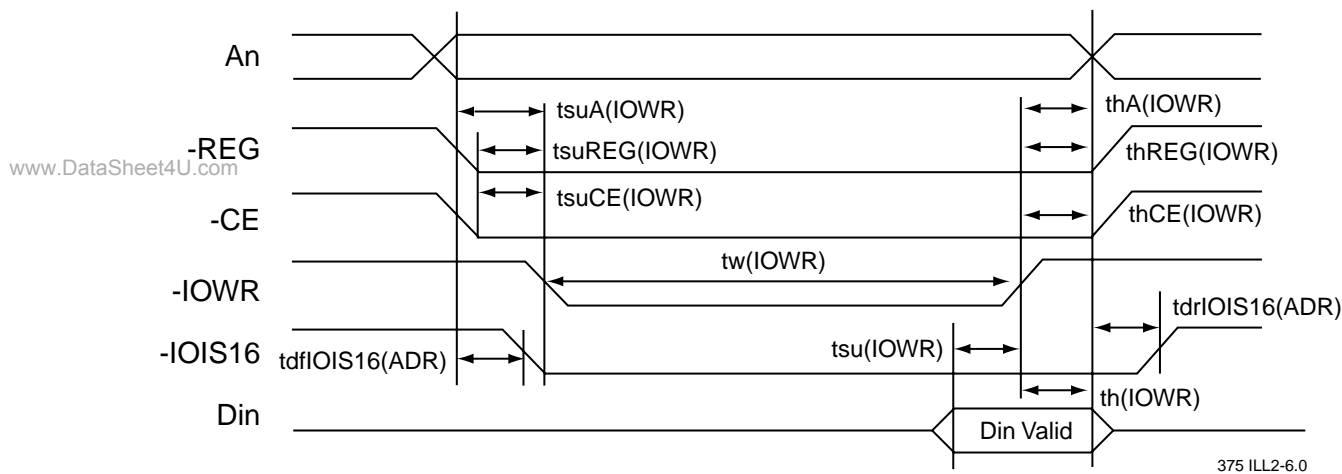 An
tsuA(IOWR)
thA(IOWR)
-REG
tsuREG(IOWR)
thREG(IOWR)
www.DataSheet4U.com
tsuCE(IOWR)
-CE
thCE(IOWR)
tw(IOWR)
-IOWR
tdrIOIS16(ADR)
-IOIS16
tdfIOIS16(ADR)
tsu(IOWR)
th(IOWR)
Din
Din Valid
375 ILL2-6.0